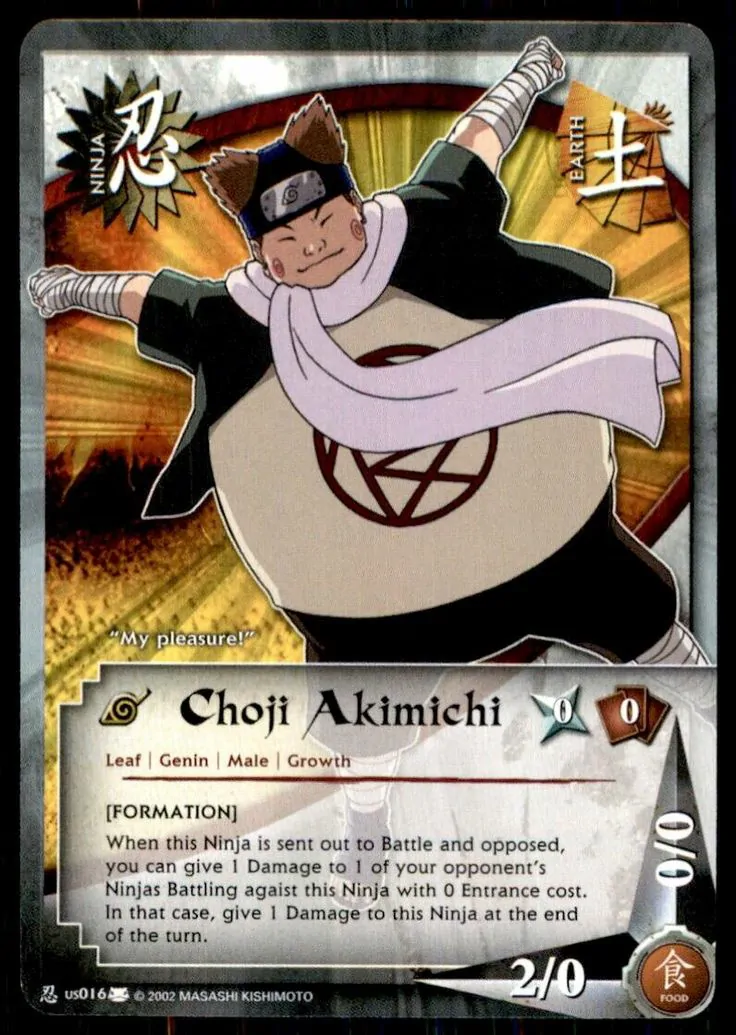 忍
NINJA
EARTH
土
"My pleasure!"
Choji Akimichi
0
0
Leaf | Genin | Male | Growth
[FORMATION]
When this Ninja is sent out to Battle and opposed,
you can give 1 Damage to 1 of your opponent's
Ninjas Battling agaist this Ninja with 0 Entrance cost.
In that case, give 1 Damage to this Ninja at the end
of the turn.
0/0
2/0
食
FOOD
忍 US016 © 2002 MASASHI KISHIMOTO